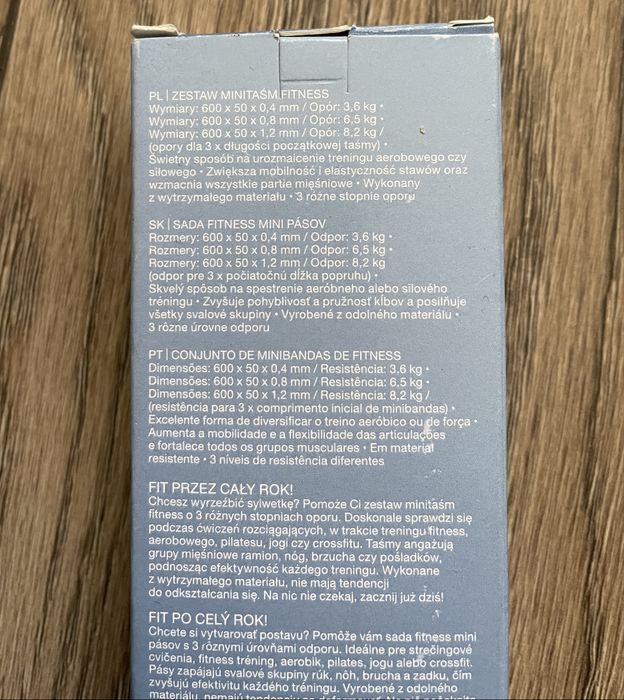 PL | ZESTAW MINITAŚM FITNESS
Wymiary: 600 x 50 x 0,4 mm / Opór: 3,6 kg •
Wymiary: 600 x 50 x 0,8 mm / Opór: 6,5 kg •
Wymiary: 600 x 50 x 1,2 mm / Opór: 8,2 kg /
(opory dla 3 x długości początkowej taśmy) •
Świetny sposób na urozmaicenie treningu aerobowego czy
siłowego • Zwiększa mobilność i elastyczność stawów oraz
wzmacnia wszystkie partie mięśniowe • Wykonany
z wytrzymałego materiału • 3 różne stopnie oporu
SK | SADA FITNESS MINI PÁSOV
Rozmery: 600 x 50 x 0,4 mm / Odpor: 3,6 kg •
Rozmery: 600 x 50 x 0,8 mm / Odpor: 6,5 kg •
Rozmery: 600 x 50 x 1,2 mm / Odpor: 8,2 kg
(odpor pre 3 x počiatočnú dĺžka popruhu) •
Skvelý spôsob na spestrenie aeróbneho alebo silového
tréningu • Zvyšuje pohyblivosť a pružnosť kĺbov a posilňuje
všetky svalové skupiny • Vyrobené z odolného materiálu •
3 rôzne úrovne odporu
PT | CONJUNTO DE MINIBANDAS DE FITNESS
Dimensões: 600 x 50 x 0,4 mm / Resistência: 3,6 kg •
Dimensões: 600 x 50 x 0,8 mm / Resistência: 6,5 kg •
Dimensões: 600 x 50 x 1,2 mm / Resistência: 8,2 kg /
(resistência para 3 x comprimento inicial de minibandas) •
Excelente forma de diversificar o treino aeróbico ou de força •
Aumenta a mobilidade e a flexibilidade das articulações
e fortalece todos os grupos musculares • Em material
resistente • 3 níveis de resistência diferentes
FIT PRZEZ CAŁY ROK!
Chcesz wyrzeźbić sylwetkę? Pomoże Ci zestaw minitaśm
fitness o 3 różnych stopniach oporu. Doskonale sprawdzi się
podczas ćwiczeń rozciągających, w trakcie treningu fitness,
aerobowego, pilatesu, jogi czy crossfitu. Taśmy angażują
grupy mięśniowe ramion, nóg, brzucha czy pośladków,
podnosząc efektywność każdego treningu. Wykonane
z wytrzymałego materiału, nie mają tendencji
do odkształcania się. Na nic nie czekaj, zacznij już dziś!
FIT PO CELÝ ROK!
Chcete si vytvarovať postavu? Pomôže vám sada fitness mini
pásov s 3 rôznymi úrovňami odporu. Ideálne pre strečingové
cvičenia, fitness tréning, aerobik, pilates, jogu alebo crossfit.
Pásy zapájajú svalové skupiny rúk, nôh, brucha a zadku, čím
zvyšujú efektivitu každého tréningu. Vyrobené z odolného
materiálu, nemajú tendenciu